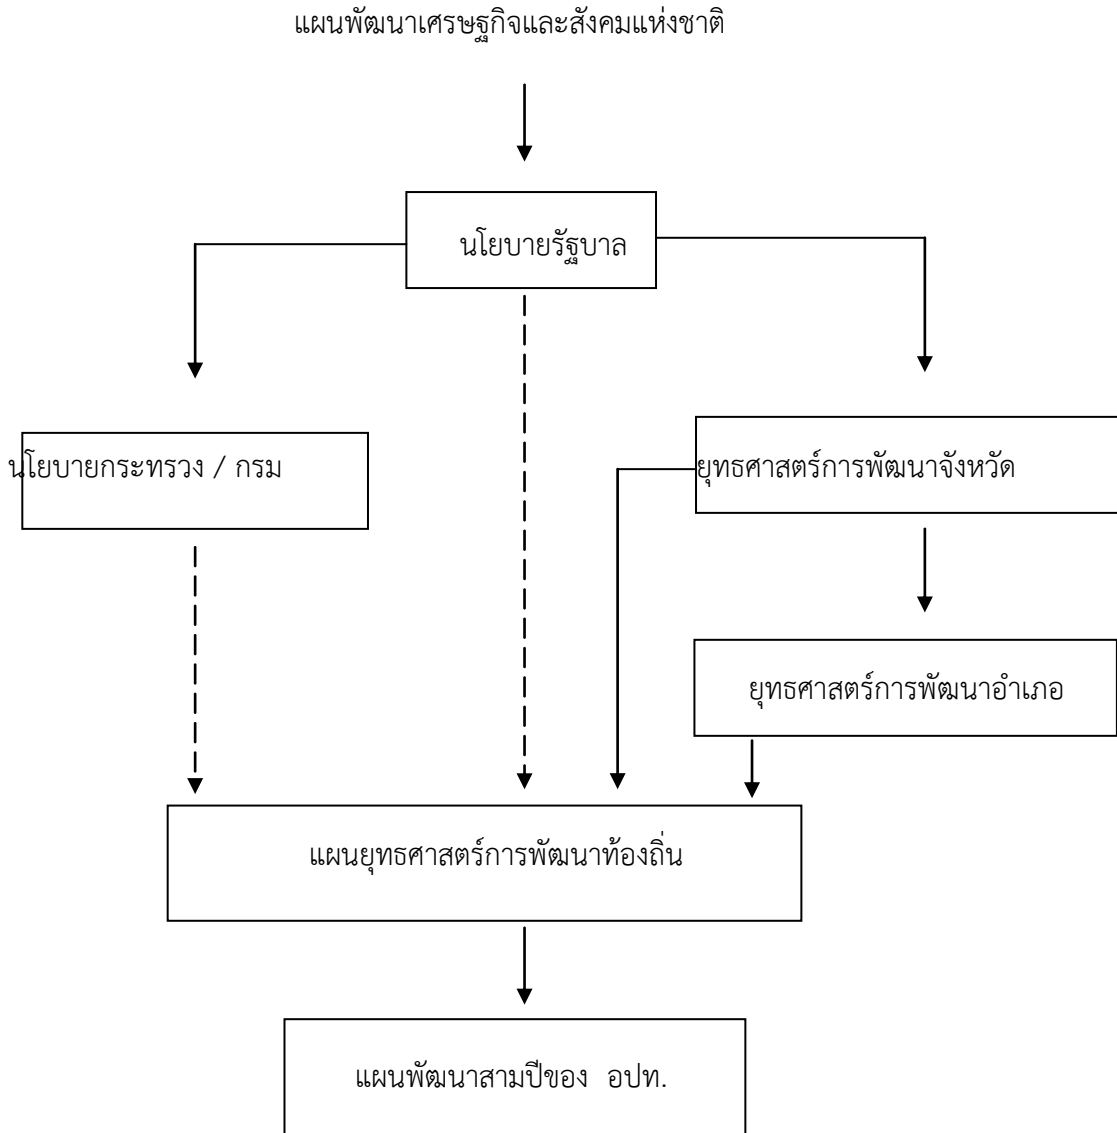 แผนพัฒนาเศรษฐกิจและสังคมแห่งชาติ
นโยบายรัฐบาล
นโยบายกระทรวง / กรม
ยุทธศาสตร์การพัฒนาจังหวัด
ยุทธศาสตร์การพัฒนาอำเภอ
แผนยุทธศาสตร์การพัฒนาท้องถิ่น
แผนพัฒนาสามปีของ อปท.